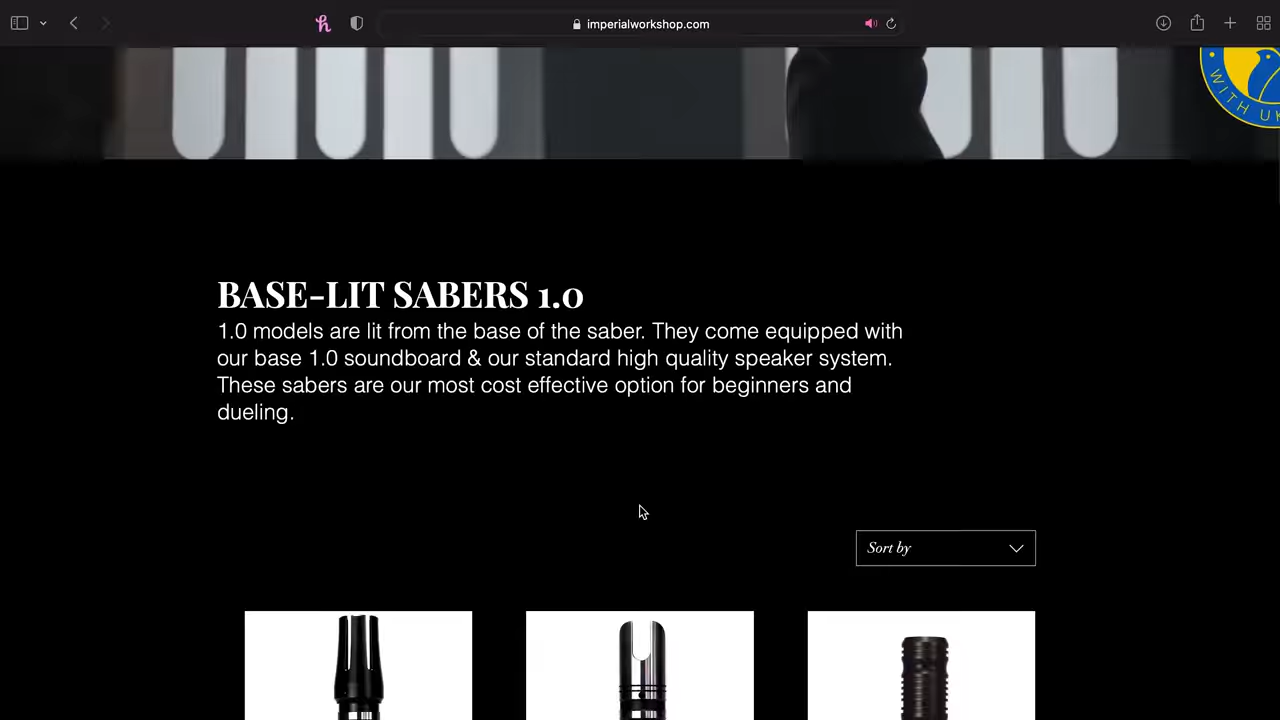 imperialworkshop.com
WITH UK
BASE-LIT SABERS 1.0
1.0 models are lit from the base of the saber. They come equipped with
our base 1.0 soundboard & our standard high quality speaker system.
These sabers are our most cost effective option for beginners and
dueling.
Sort by